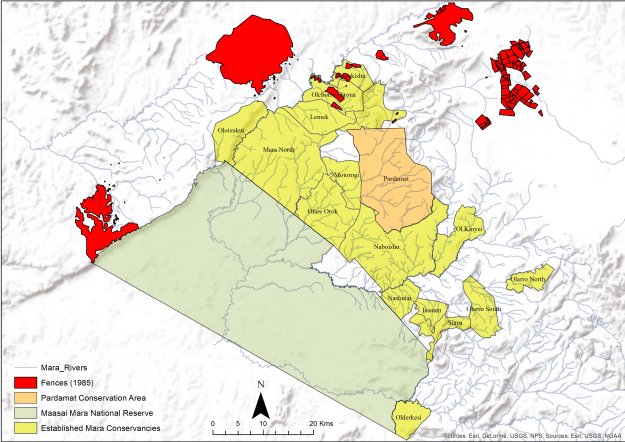 Enkishu
Oloisukut
Lemek
Mara North
Motorogi
Pardamat
Olare Orok
Ol Kinyei
Naboisho
Olarro North
Nashulai
Isaaten
Olarro South
Siana
Olderkesi
Mara_Rivers
Fences (1985)
Pardamat Conservation Area
Maasai Mara National Reserve
Established Mara Conservancies
N
0 5 10 20 Kms
Sources: Esri, DeLorme, USGS, NPS, Sources: Esri, USGS, NOAA